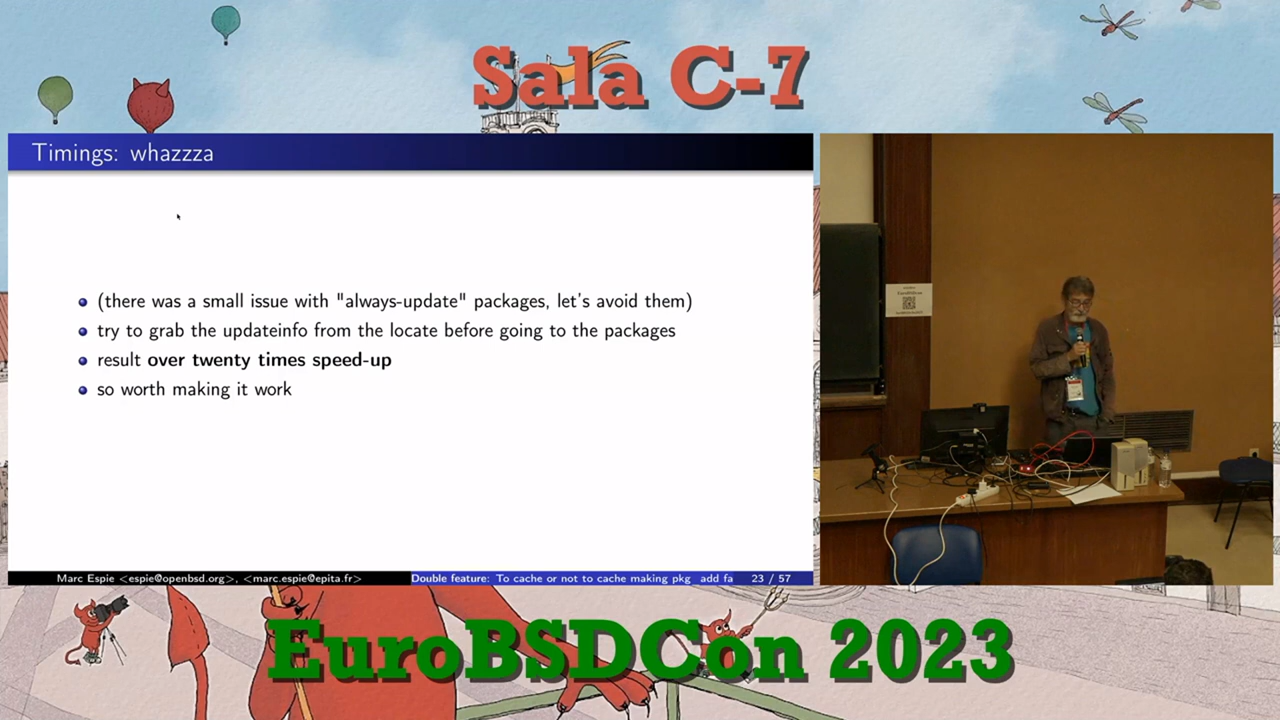 Sala C-7
Timings: whazzza
(there was a small issue with "always-update" packages, let's avoid them)
try to grab the updateinfo from the locate before going to the packages
result over twenty times speed-up
so worth making it work
Marc Espie <espie@openbsd.org>, <marc.espie@epita.fr>
Double feature: To cache or not to cache making pkg_add fa
23 / 57
EuroBSDCon 2023